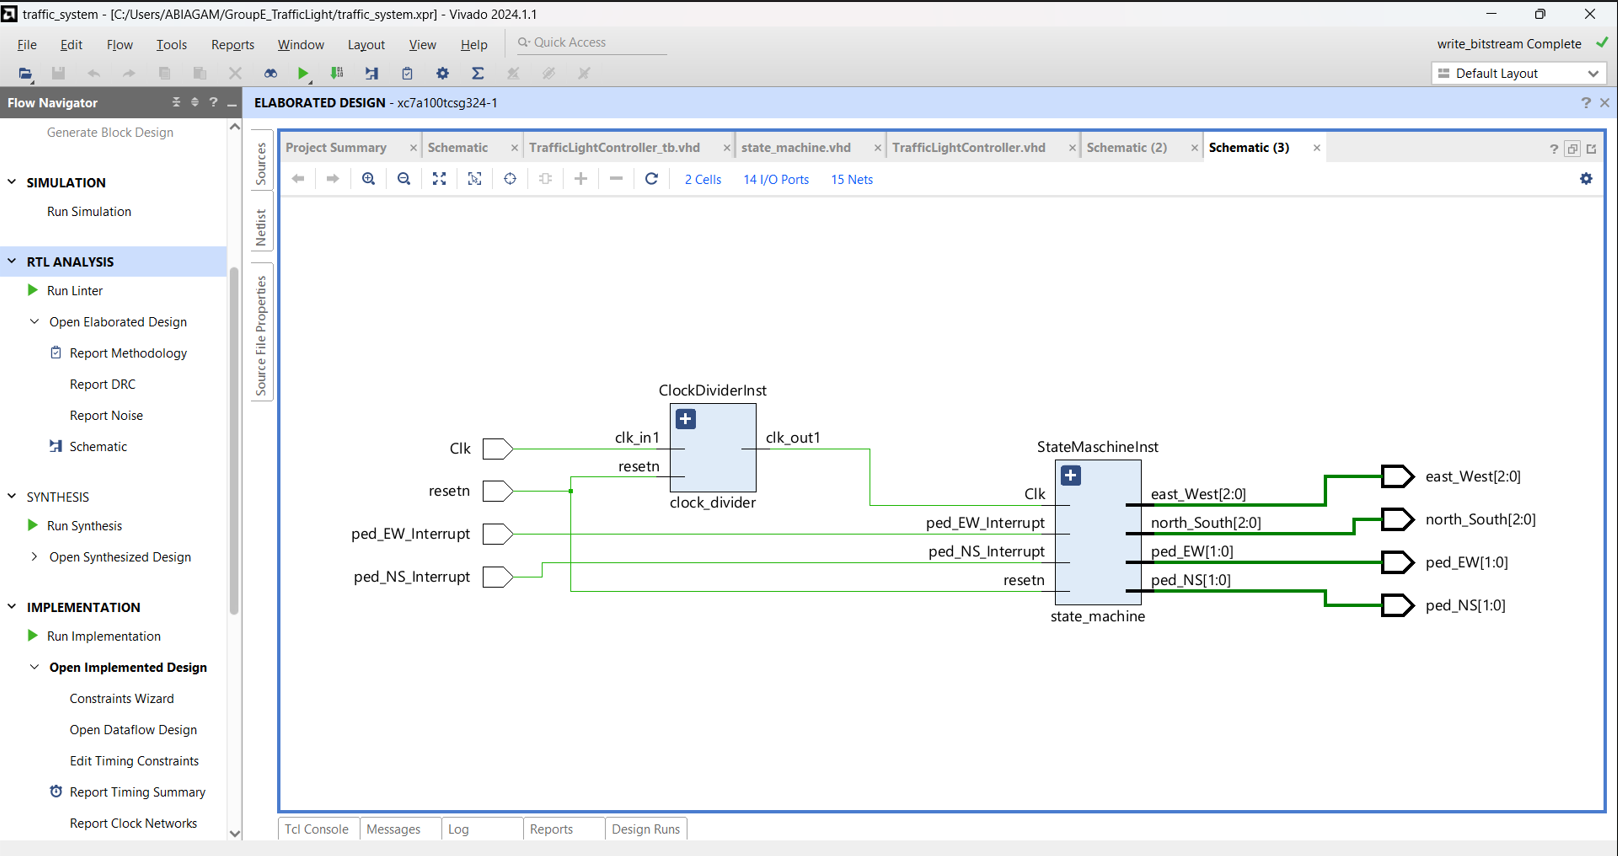 traffic_system - [C:/Users/ABIAGAM/GroupE_TrafficLight/traffic_system.xpr] - Vivado 2024.1.1
File Edit Flow Tools Reports Window Layout View Help Quick Access
write_bitstream Complete
Default Layout
Flow Navigator
ELABORATED DESIGN - xc7a100tcsg324-1
Generate Block Design
SIMULATION
Run Simulation
RTL ANALYSIS
Run Linter
Open Elaborated Design
Report Methodology
Report DRC
Report Noise
Schematic
SYNTHESIS
Run Synthesis
Open Synthesized Design
IMPLEMENTATION
Run Implementation
Open Implemented Design
Constraints Wizard
Open Dataflow Design
Edit Timing Constraints
Report Timing Summary
Report Clock Networks
Sources
Netlist
Source File Properties
Project Summary Schematic TrafficLightController_tb.vhd state_machine.vhd TrafficLightController.vhd Schematic (2) Schematic (3)
2 Cells 14 I/O Ports 15 Nets
ClockDividerInst
Clk clk_in1 clk_out1
resetn
resetn
clock_divider
ped_EW_Interrupt
ped_NS_Interrupt
StateMaschineInst
Clk east_West[2:0]
ped_EW_Interrupt north_South[2:0]
ped_NS_Interrupt ped_EW[1:0]
resetn ped_NS[1:0]
state_machine
east_West[2:0]
north_South[2:0]
ped_EW[1:0]
ped_NS[1:0]
Tcl Console Messages Log Reports Design Runs